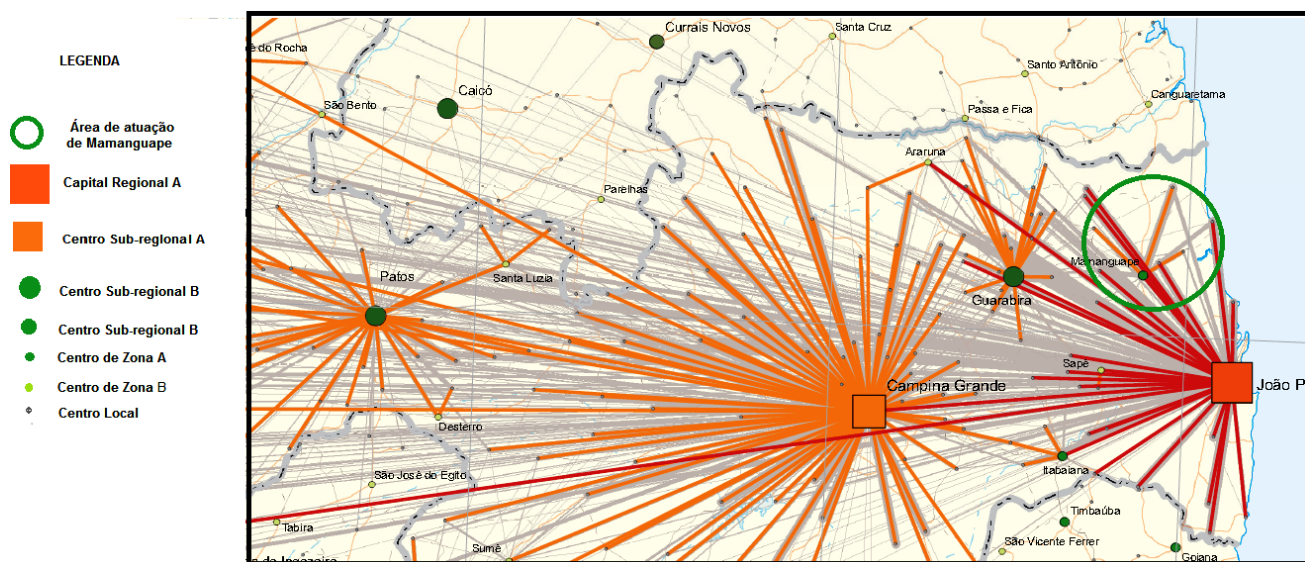 LEGENDA
Área de atuação
de Mamanguape
Capital Regional A
Centro Sub-regional A
Centro Sub-regional B
Centro Sub-regional B
Centro de Zona A
Centro de Zona B
Centro Local
Currais Novos
Santa Cruz
é do Rocha
Santo Antônio
Caicó
São Bento
Canguaretama
Passa e Fica
Araruna
Parelhas
Mamanguape
Patos
Santa Luzia
Guarabira
Sapé
Campina Grande
João P
Desterro
Itabaiana
São José do Egito
Tabira
Timbaúba
Sumé
São Vicente Ferrer
Goiana